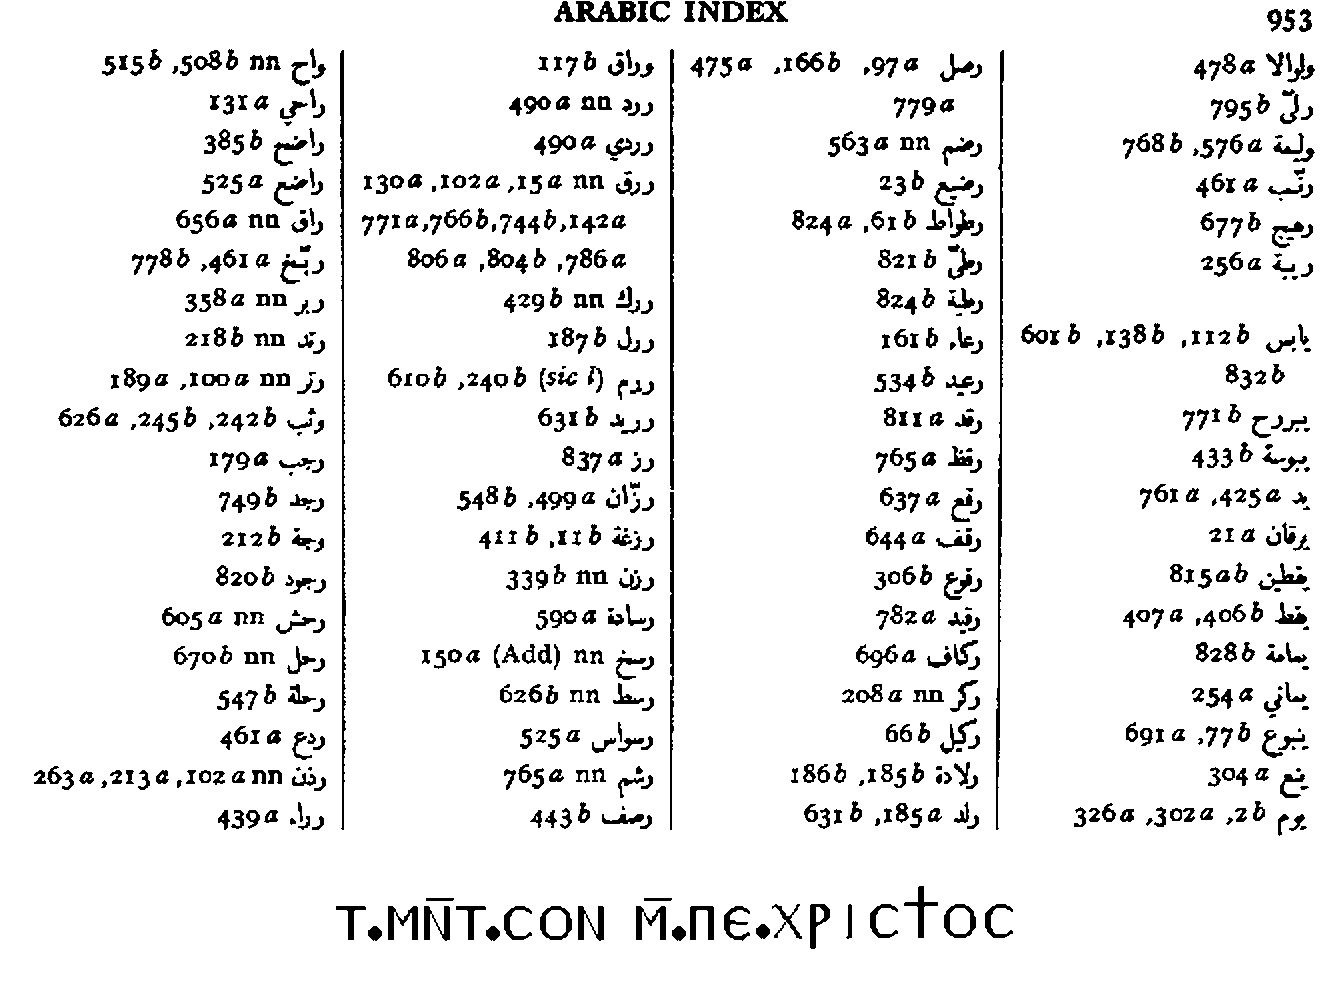 ARABIC INDEX 953
واح nn 508b, 515b
واحي 131a
واضح 385b
واضع 525a
واق nn 656a
وبّخ 461a, 778b
وبر nn 358a
وتد nn 218b
وتر nn 100a, 189a
وثب 242b, 245b, 626a
وجب 179a
وجد 749b
وجة 212b
وجود 820b
وحش nn 605a
وحل nn 670b
وحلة 547b
ودع 461a
وذن nn 102a, 213a, 263a
وراء 439a
وراق 117b
ورد nn 490a
وردي 490a
ورق nn 15a, 102a, 130a
142a, 744b, 766b, 771a
786a, 804b, 806a
ورك nn 429b
ورل 187b
ورم (sic l) 240b, 610b
وريد 631b
وز 837a
وزّان 499a, 548b
وزغة 11b, 411b
وزن nn 339b
وسادة 590a
وسخ nn (Add) 150a
وسط nn 626b
وسواس 525a
وشم nn 765a
وصف 443b
وصل 97a, 166b, 475a
779a
وضم nn 563a
وضيع 23b
وطواط 61b, 824a
وطّى 821b
وطية 824b
وعاء 161b
وعيد 534b
وقد 811a
وقظ 765a
وقع 637a
وقف 644a
وقوع 306b
وقيد 782a
وكاف 696a
وكر nn 208a
وكيل 66b
ولادة 185b, 186b
ولد 185a, 631b
ولوالا 478a
ولّى 795b
وليمة 576a, 768b
ونّب 461a
وهيج 677b
ويبة 256a
يابس 112b, 138b, 601b
832b
يبروح 771b
يبوسة 433b
يد 425a, 761a
يرقان 21a
يقطين 815ab
يقظ 406b, 407a
يمامة 828b
يماني 254a
ينبوع 77b, 691a
ينع 304a
يوم 2b, 302a, 326a
ⲧ.ⲙⲛ̄ⲧ.ⲥⲟⲛ ⲙ̄.ⲡⲉ.ⲭⲣⲓⲥϯⲟⲥ